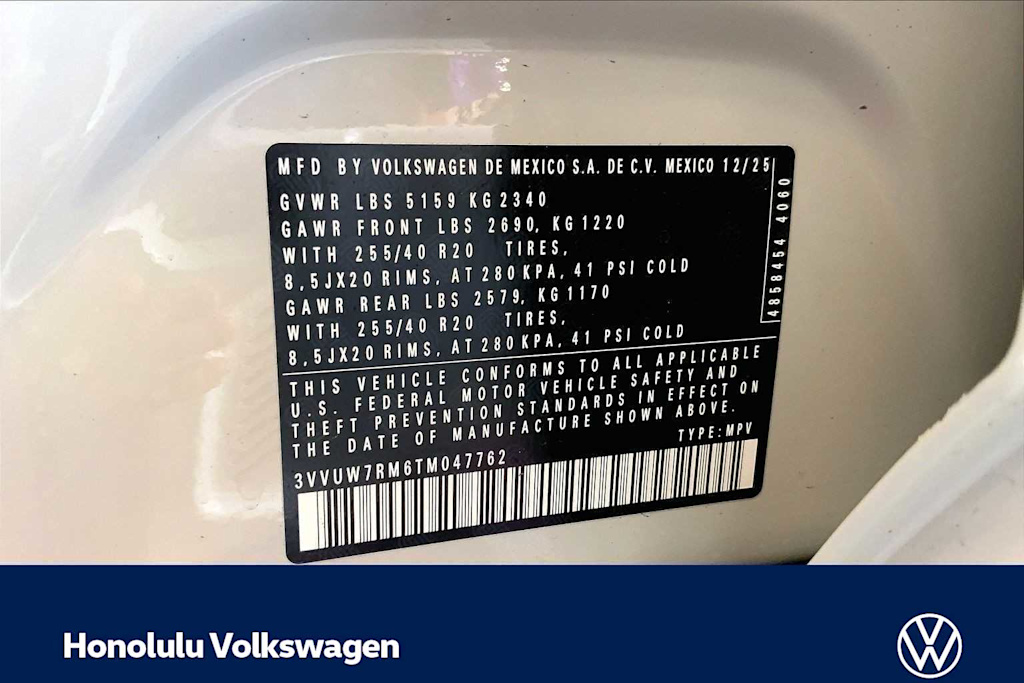 MFD BY VOLKSWAGEN DE MEXICO S.A. DE C.V. MEXICO 12/25
GVWR LBS 5159 KG 2340
GAWR FRONT LBS 2690, KG 1220
WITH 255/40 R20 TIRES,
8,5JX20 RIMS, AT 280 KPA, 41 PSI COLD
GAWR REAR LBS 2579, KG 1170
WITH 255/40 R20 TIRES,
8,5JX20 RIMS, AT 280 KPA, 41 PSI COLD
4858454 4060
THIS VEHICLE CONFORMS TO ALL APPLICABLE
U.S. FEDERAL MOTOR VEHICLE SAFETY AND
THEFT PREVENTION STANDARDS IN EFFECT ON
THE DATE OF MANUFACTURE SHOWN ABOVE.
TYPE: MPV
3VVUW7RM6TM047762
Honolulu Volkswagen